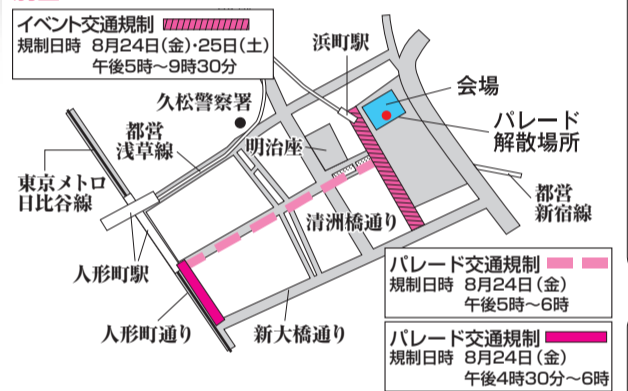 イベント交通規制
規制日時 8月24日(金)・25日(土)
午後5時～9時30分
浜町駅
久松警察署
都営
浅草線
明治座
会場
パレード
解散場所
東京メトロ
日比谷線
都営
新宿線
清洲橋通り
人形町駅
人形町通り
新大橋通り
パレード交通規制
規制日時 8月24日(金)
午後5時～6時
パレード交通規制
規制日時 8月24日(金)
午後4時30分～6時